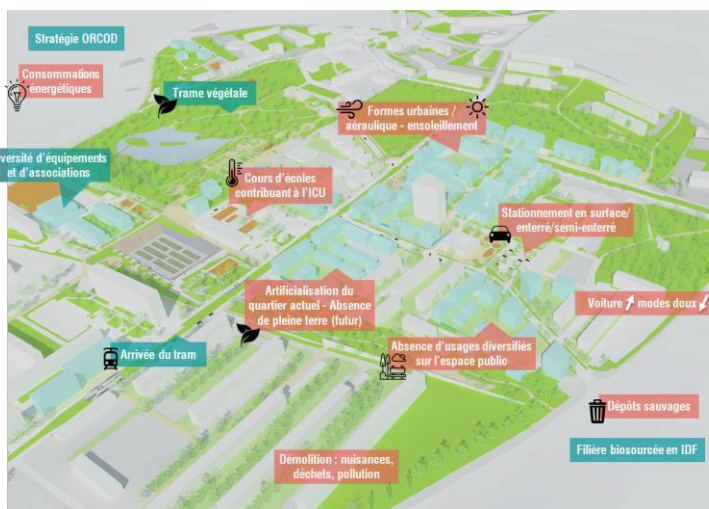 Stratégie ORCOD
Consommations
énergétiques
Trame végétale
Formes urbaines /
aéraulique - ensoleillement
versité d'équipements
et d'associations
Cours d'écoles
contribuant à l'ICU
Stationnement en surface/
enterré/semi-enterré
Artificialisation du
quartier actuel - Absence
de pleine terre (futur)
Voiture modes doux
Arrivée du tram
Absence d'usages diversifiés
sur l'espace public
Dépôts sauvages
Démolition : nuisances,
déchets, pollution
Filière biosourcée en IDF